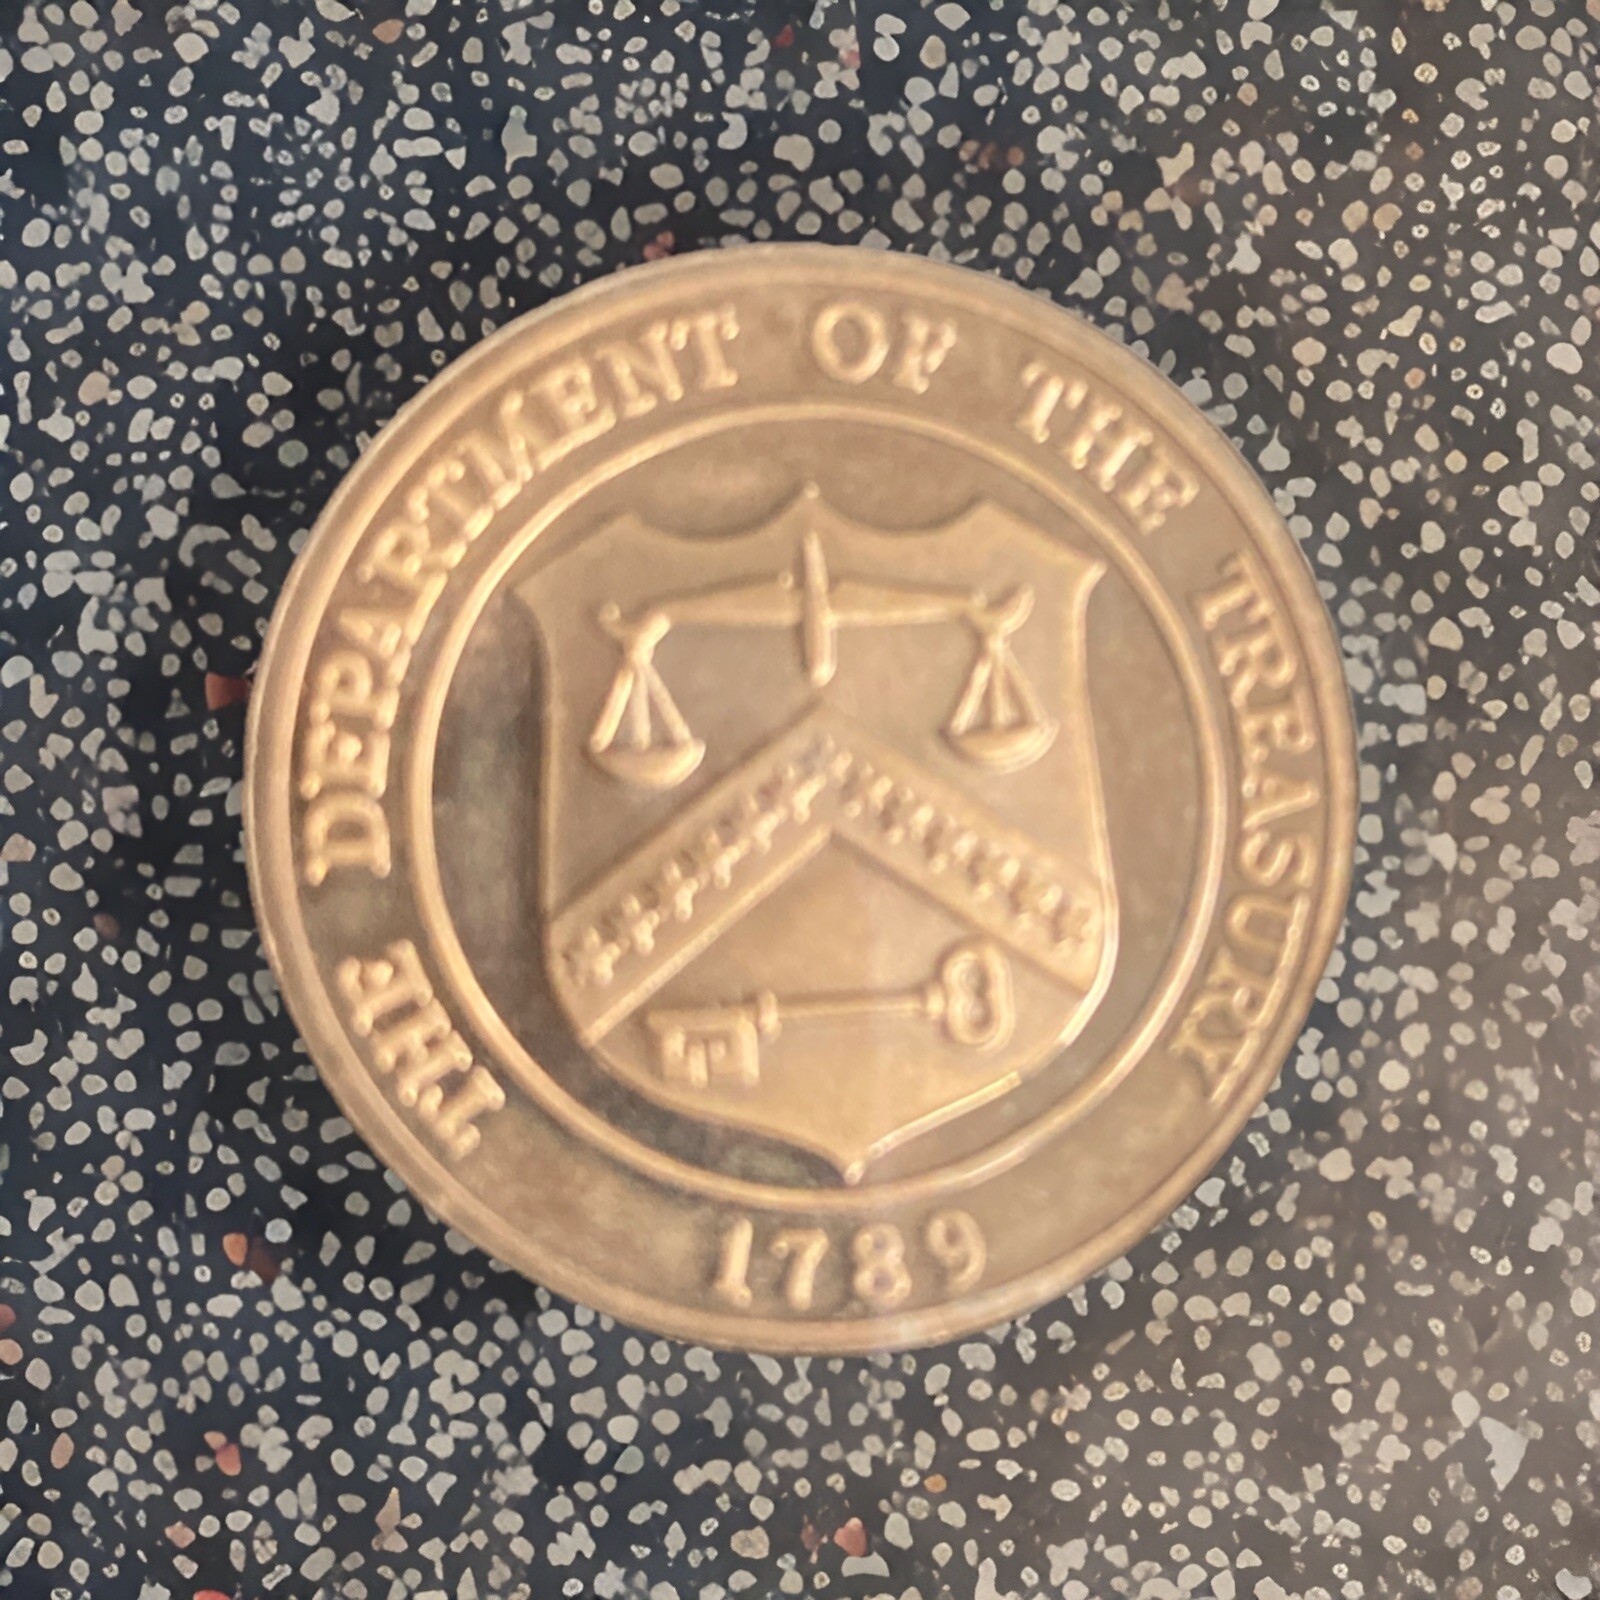 THE DEPARTMENT OF THE TREASURY
1789